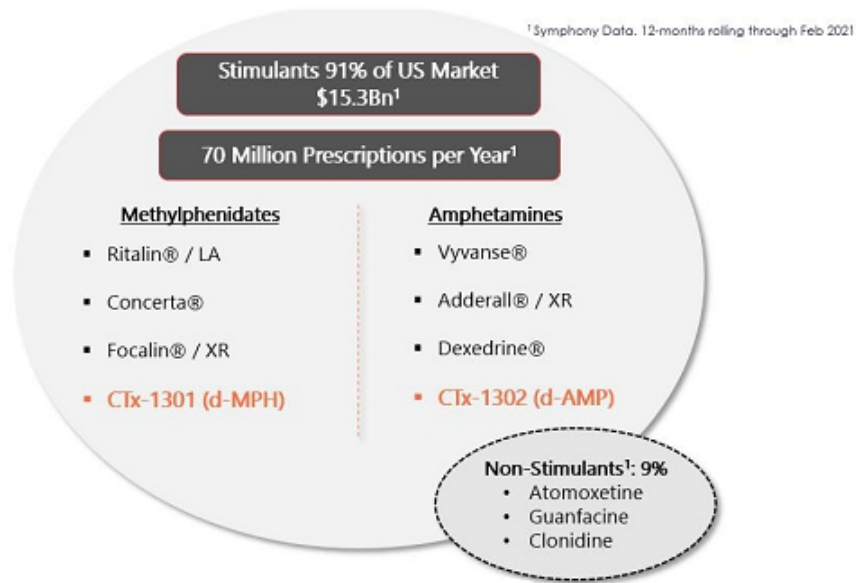 ¹Symphony Data. 12-months rolling through Feb 2021
Stimulants 91% of US Market
$15.3Bn¹
70 Million Prescriptions per Year¹
Methylphenidates
▪ Ritalin® / LA
▪ Concerta®
▪ Focalin® / XR
▪ CTx-1301 (d-MPH)
Amphetamines
▪ Vyvanse®
▪ Adderall® / XR
▪ Dexedrine®
▪ CTx-1302 (d-AMP)
Non-Stimulants¹: 9%
• Atomoxetine
• Guanfacine
• Clonidine